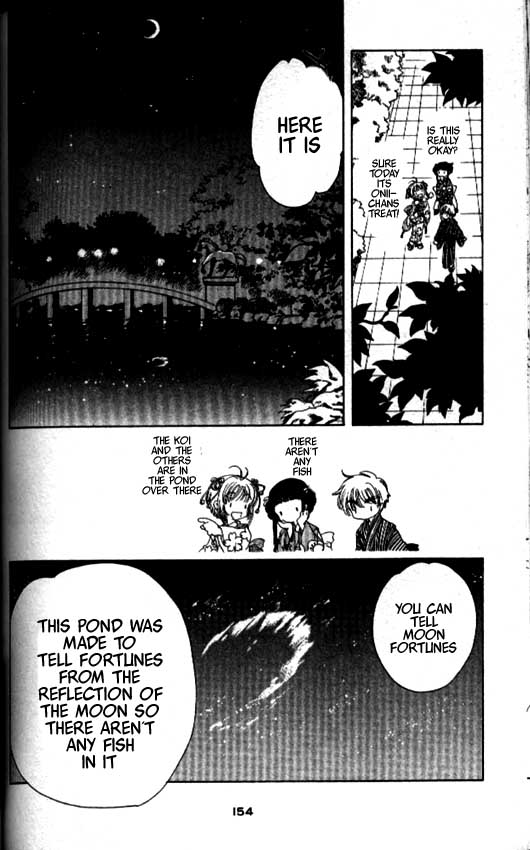 IS THIS
REALLY
OKAY?
SURE
TODAY
ITS
ONII-
CHANS
TREAT!
HERE
IT IS
THERE
AREN'T
ANY
FISH
THE KOI
AND THE
OTHERS
ARE IN
THE POND
OVER THERE
YOU CAN
TELL
MOON
FORTUNES
THIS POND WAS
MADE TO
TELL FORTUNES
FROM THE
REFLECTION OF
THE MOON SO
THERE AREN'T
ANY FISH
IN IT
154